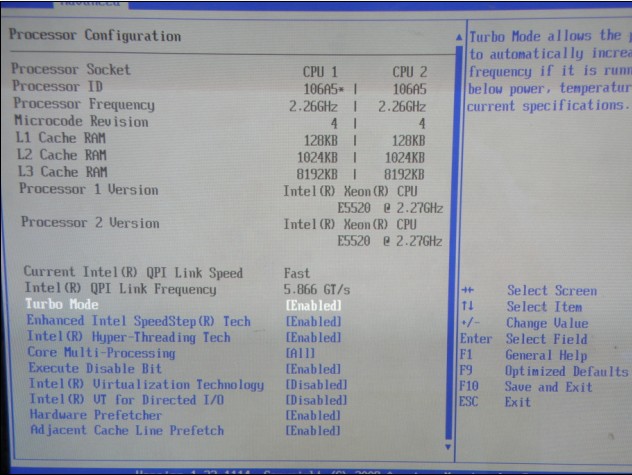 Advanced
Processor Configuration
Processor Socket CPU 1 CPU 2
Processor ID 106A5* | 106A5
Processor Frequency 2.26GHz | 2.26GHz
Microcode Revision 4 | 4
L1 Cache RAM 128KB | 128KB
L2 Cache RAM 1024KB | 1024KB
L3 Cache RAM 8192KB | 8192KB
Processor 1 Version Intel(R) Xeon(R) CPU
E5520 @ 2.27GHz
Processor 2 Version Intel(R) Xeon(R) CPU
E5520 @ 2.27GHz
Current Intel(R) QPI Link Speed Fast
Intel(R) QPI Link Frequency 5.866 GT/s
Turbo Mode [Enabled]
Enhanced Intel SpeedStep(R) Tech [Enabled]
Intel(R) Hyper-Threading Tech [Enabled]
Core Multi-Processing [All]
Execute Disable Bit [Enabled]
Intel(R) Virtualization Technology [Disabled]
Intel(R) VT for Directed I/O [Disabled]
Hardware Prefetcher [Enabled]
Adjacent Cache Line Prefetch [Enabled]
Turbo Mode allows the
to automatically increa
frequency if it is runn
below power, temperatur
current specifications.
↔ Select Screen
↑↓ Select Item
+/- Change Value
Enter Select Field
F1 General Help
F9 Optimized Defaults
F10 Save and Exit
ESC Exit